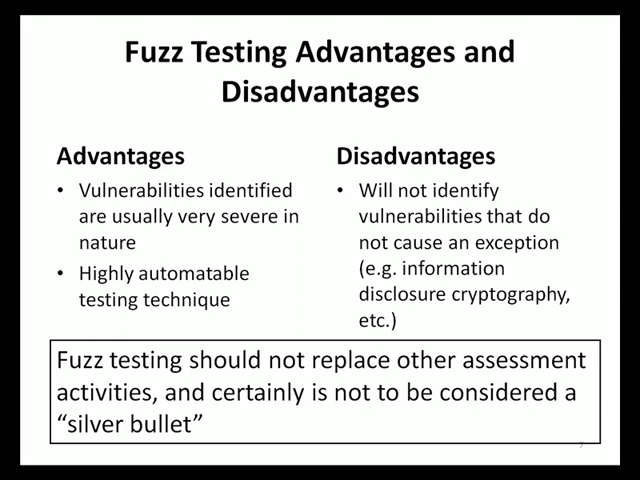 Fuzz Testing Advantages and
Disadvantages
Advantages
• Vulnerabilities identified
are usually very severe in
nature
• Highly automatable
testing technique
Disadvantages
• Will not identify
vulnerabilities that do
not cause an exception
(e.g. information
disclosure cryptography,
etc.)
Fuzz testing should not replace other assessment
activities, and certainly is not to be considered a
“silver bullet”
7